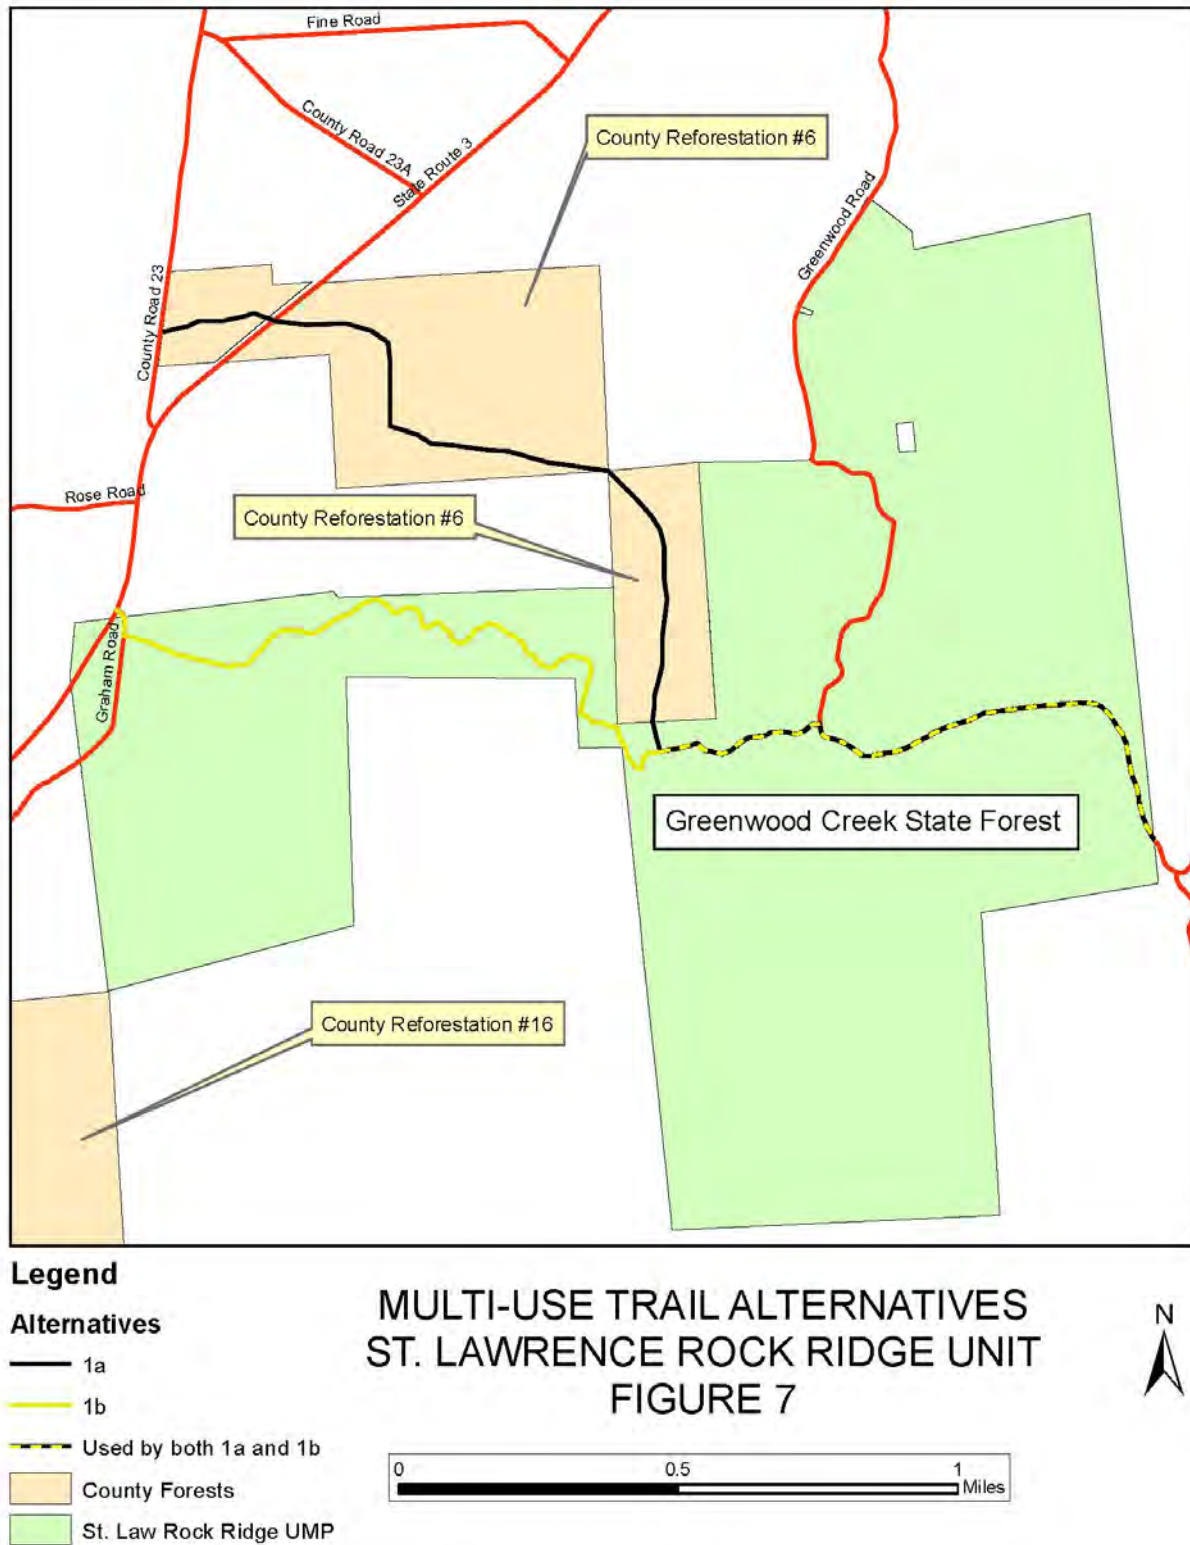 Fine Road
County Road 23A
State Route 3
County Reforestation #6
Greenwood Road
County Road 23
Rose Road
County Reforestation #6
Graham Road
Greenwood Creek State Forest
County Reforestation #16
Legend
Alternatives
1a
1b
Used by both 1a and 1b
County Forests
St. Law Rock Ridge UMP
MULTI-USE TRAIL ALTERNATIVES
ST. LAWRENCE ROCK RIDGE UNIT
FIGURE 7
0 0.5 1
Miles
N